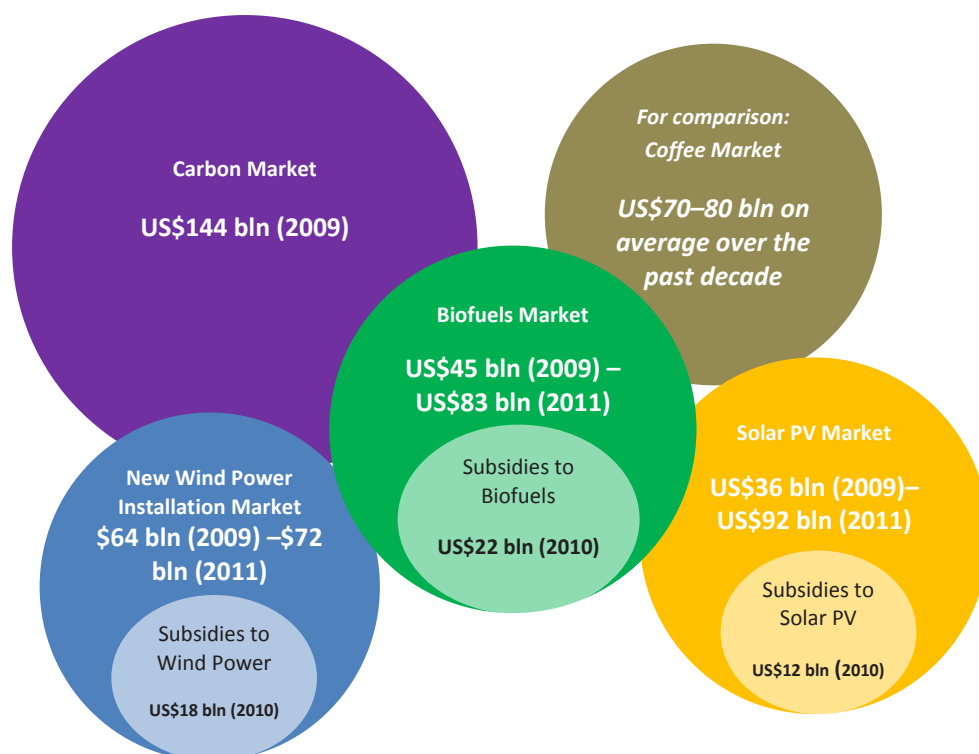 Carbon Market
US$144 bln (2009)
For comparison:
Coffee Market
US$70–80 bln on
average over the
past decade
Biofuels Market
US$45 bln (2009) –
US$83 bln (2011)
Subsidies to
Biofuels
US$22 bln (2010)
Solar PV Market
US$36 bln (2009)–
US$92 bln (2011)
Subsidies to
Solar PV
US$12 bln (2010)
New Wind Power
Installation Market
$64 bln (2009) –$72
bln (2011)
Subsidies to
Wind Power
US$18 bln (2010)